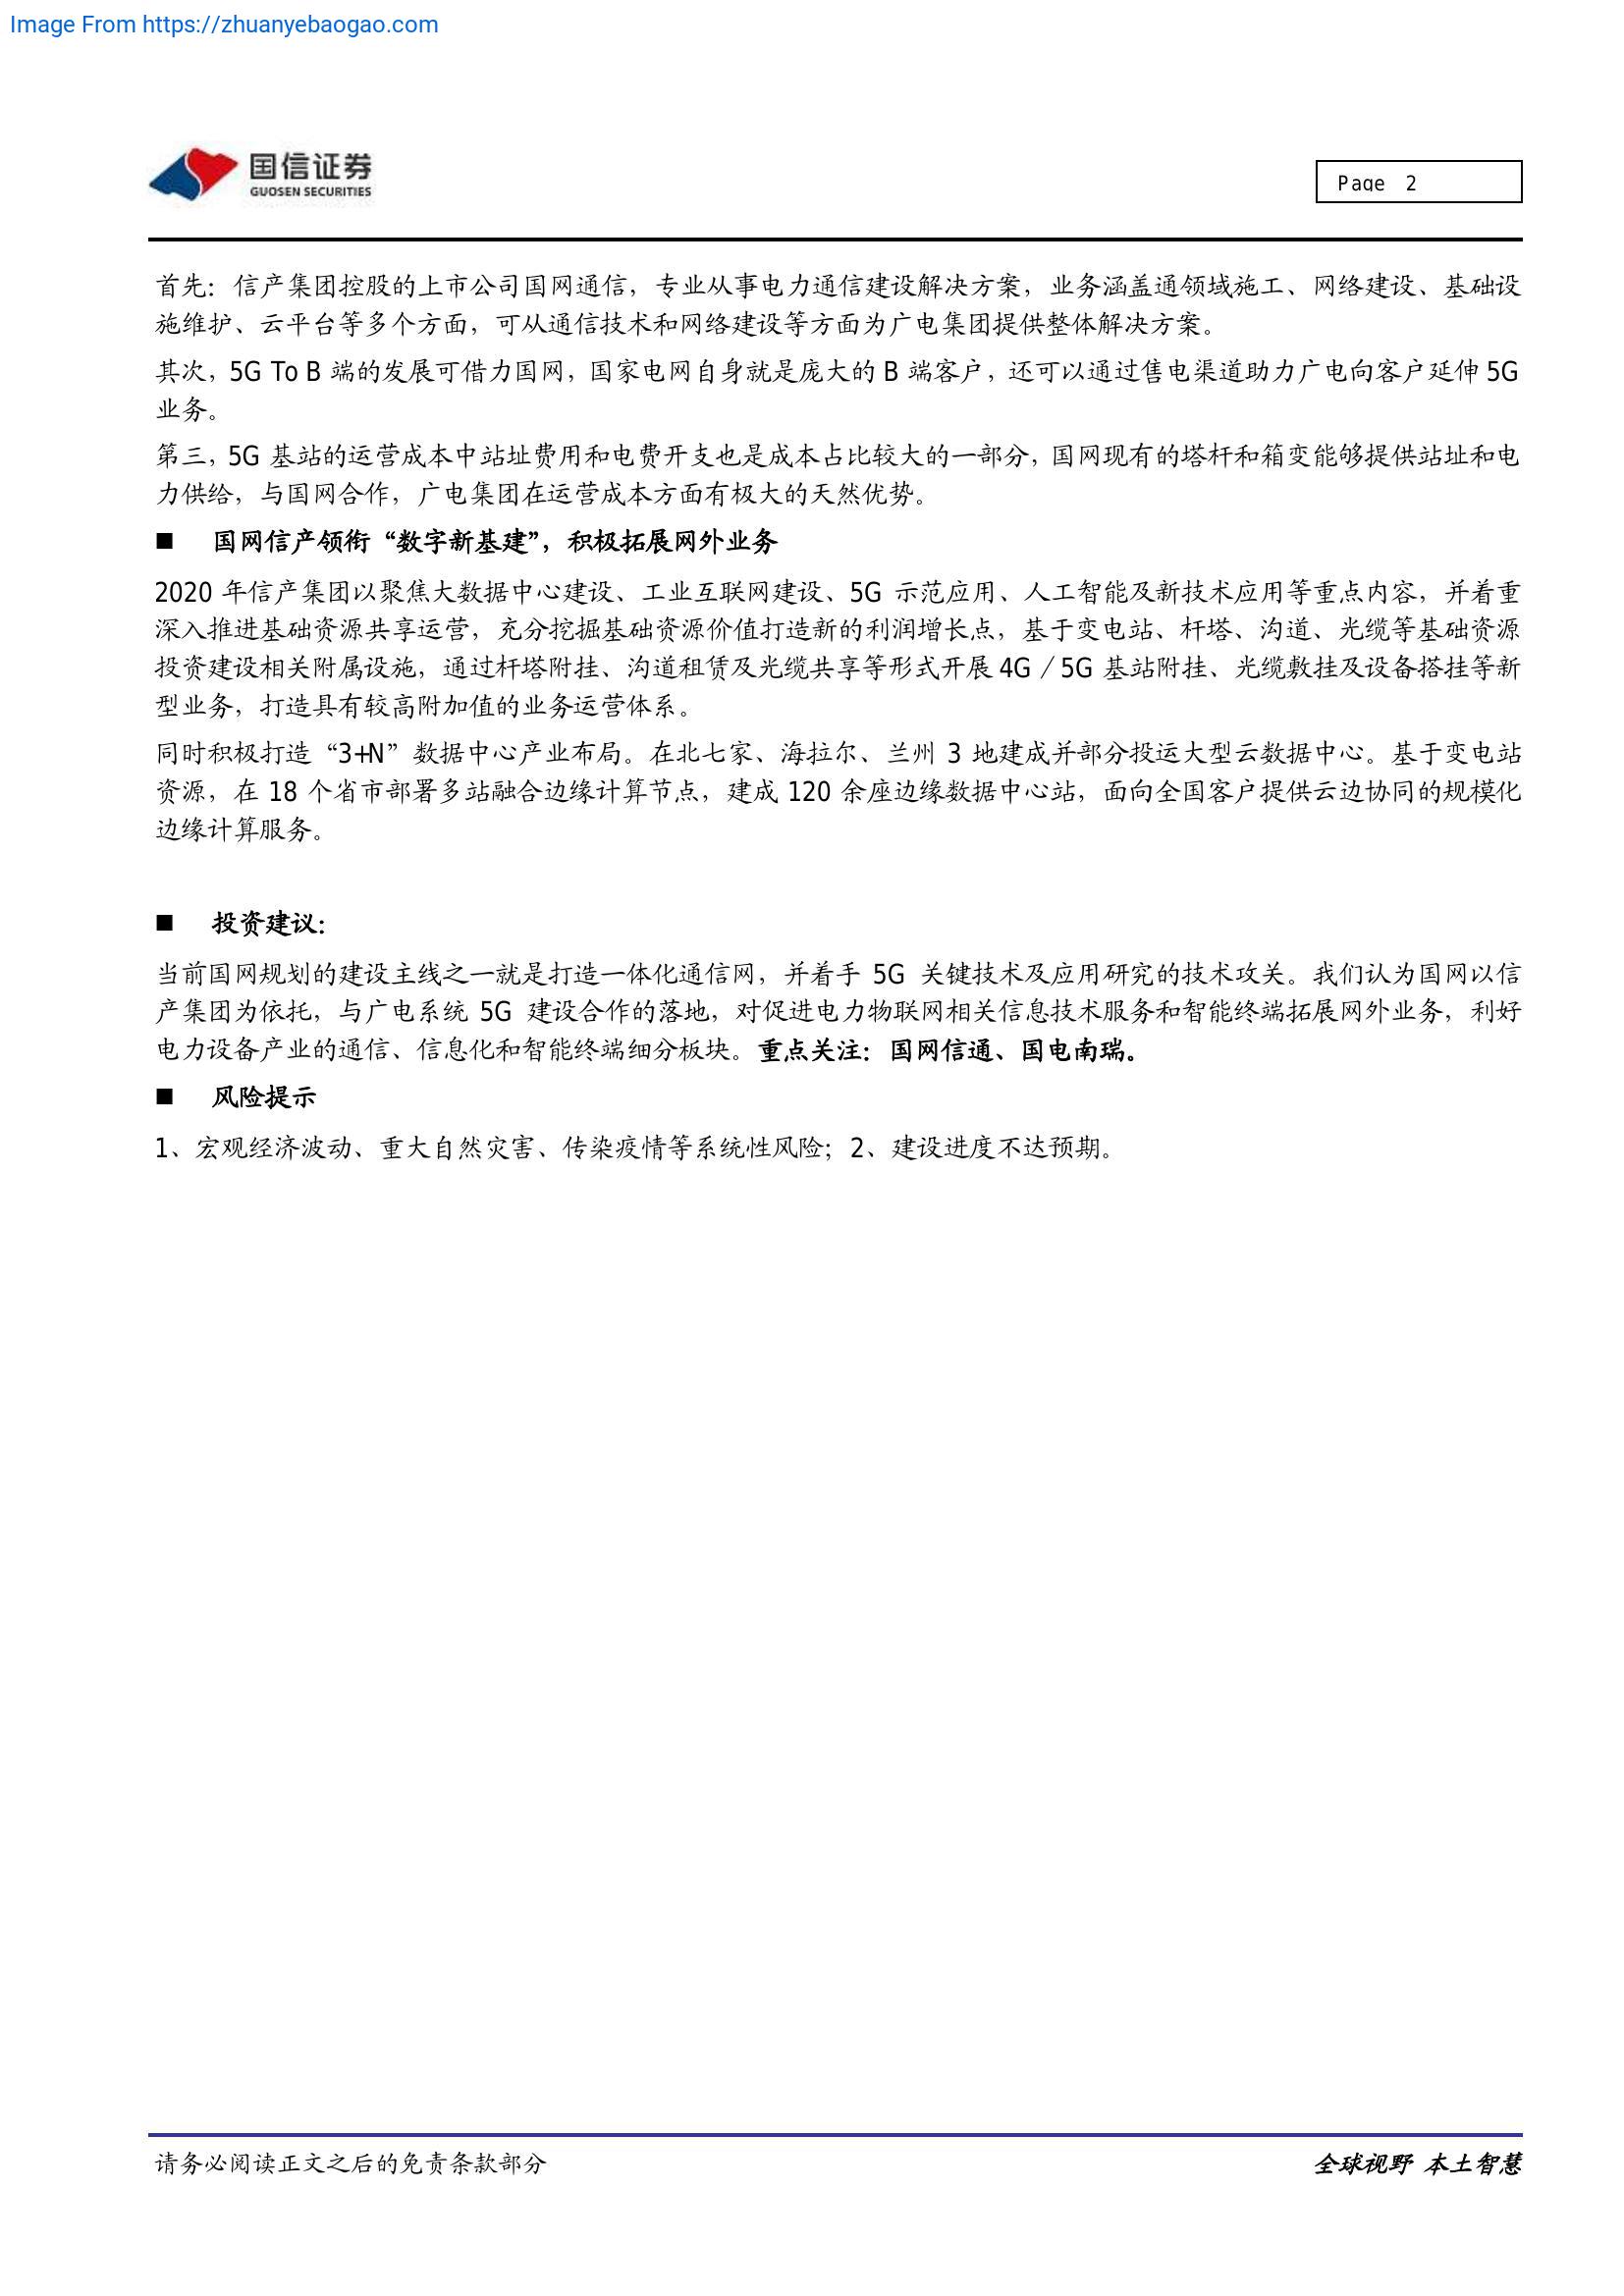 Image From https://zhuanyebaogao.com
国信证券
GUOSEN SECURITIES
Page 2
首先：信产集团控股的上市公司国网通信，专业从事电力通信建设解决方案，业务涵盖通领域施工、网络建设、基础设
施维护、云平台等多个方面，可从通信技术和网络建设等方面为广电集团提供整体解决方案。
其次，5G To B 端的发展可借力国网，国家电网自身就是庞大的 B 端客户，还可以通过售电渠道助力广电向客户延伸 5G
业务。
第三，5G 基站的运营成本中站址费用和电费开支也是成本占比较大的一部分，国网现有的塔杆和箱变能够提供站址和电
力供给，与国网合作，广电集团在运营成本方面有极大的天然优势。
■ 国网信产领衔“数字新基建”，积极拓展网外业务
2020 年信产集团以聚焦大数据中心建设、工业互联网建设、5G 示范应用、人工智能及新技术应用等重点内容，并着重
深入推进基础资源共享运营，充分挖掘基础资源价值打造新的利润增长点，基于变电站、杆塔、沟道、光缆等基础资源
投资建设相关附属设施，通过杆塔附挂、沟道租赁及光缆共享等形式开展 4G／5G 基站附挂、光缆敷挂及设备搭挂等新
型业务，打造具有较高附加值的业务运营体系。
同时积极打造“3+N”数据中心产业布局。在北七家、海拉尔、兰州 3 地建成并部分投运大型云数据中心。基于变电站
资源，在 18 个省市部署多站融合边缘计算节点，建成 120 余座边缘数据中心站，面向全国客户提供云边协同的规模化
边缘计算服务。
■ 投资建议：
当前国网规划的建设主线之一就是打造一体化通信网，并着手 5G 关键技术及应用研究的技术攻关。我们认为国网以信
产集团为依托，与广电系统 5G 建设合作的落地，对促进电力物联网相关信息技术服务和智能终端拓展网外业务，利好
电力设备产业的通信、信息化和智能终端细分板块。重点关注：国网信通、国电南瑞。
■ 风险提示
1、宏观经济波动、重大自然灾害、传染疫情等系统性风险；2、建设进度不达预期。
请务必阅读正文之后的免责条款部分
全球视野 本土智慧